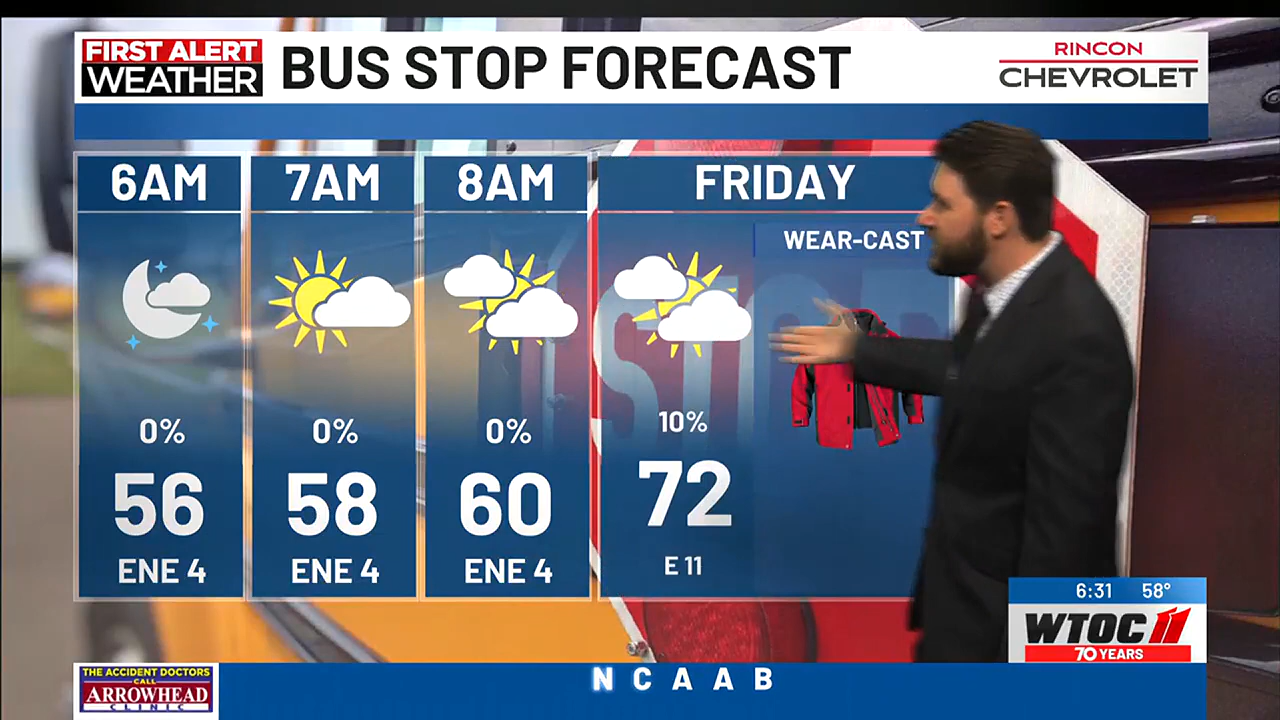 FIRST ALERT
WEATHER
BUS STOP FORECAST
RINCON
CHEVROLET
6AM
7AM
8AM
FRIDAY
WEAR-CAST
0%
0%
0%
10%
56
58
60
72
ENE 4
ENE 4
ENE 4
E 11
STOP
6:31 58°
WTOC 11
70 YEARS
THE ACCIDENT DOCTORS
CALL
ARROWHEAD
CLINIC
NCAAB